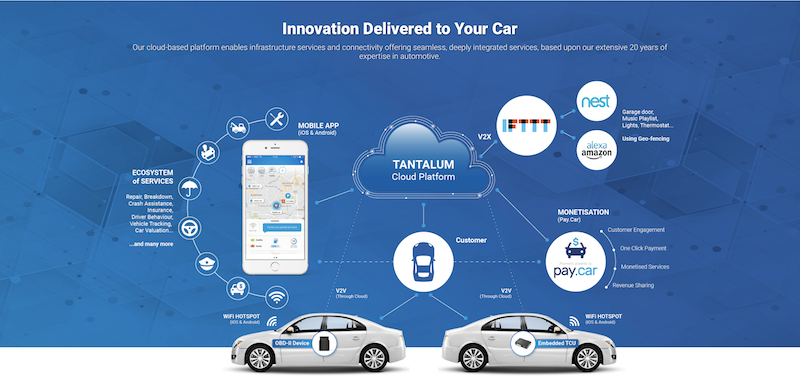 Innovation Delivered to Your Car
Our cloud-based platform enables infrastructure services and connectivity offering seamless, deeply integrated services, based upon our extensive 20 years of
expertise in automotive.
MOBILE APP
(iOS & Android)
ECOSYSTEM
of SERVICES
Repair, Breakdown,
Crash Assistance,
Insurance,
Driver Behaviour,
Vehicle Tracking,
Car Valuation...
...and many more
TANTALUM
Cloud Platform
V2X
IFTTT
nest
Garage door,
Music Playlist,
Lights, Thermostat...
Using Geo-fencing
alexa
amazon
Customer
MONETISATION
(Pay Car)
$
pay.car
Customer Engagement
One Click Payment
Monetised Services
Revenue Sharing
V2V
(Through Cloud)
V2V
(Through Cloud)
WiFi HOTSPOT
(iOS & Android)
OBD-II Device
Embedded TCU
WiFi HOTSPOT
(iOS & Android)